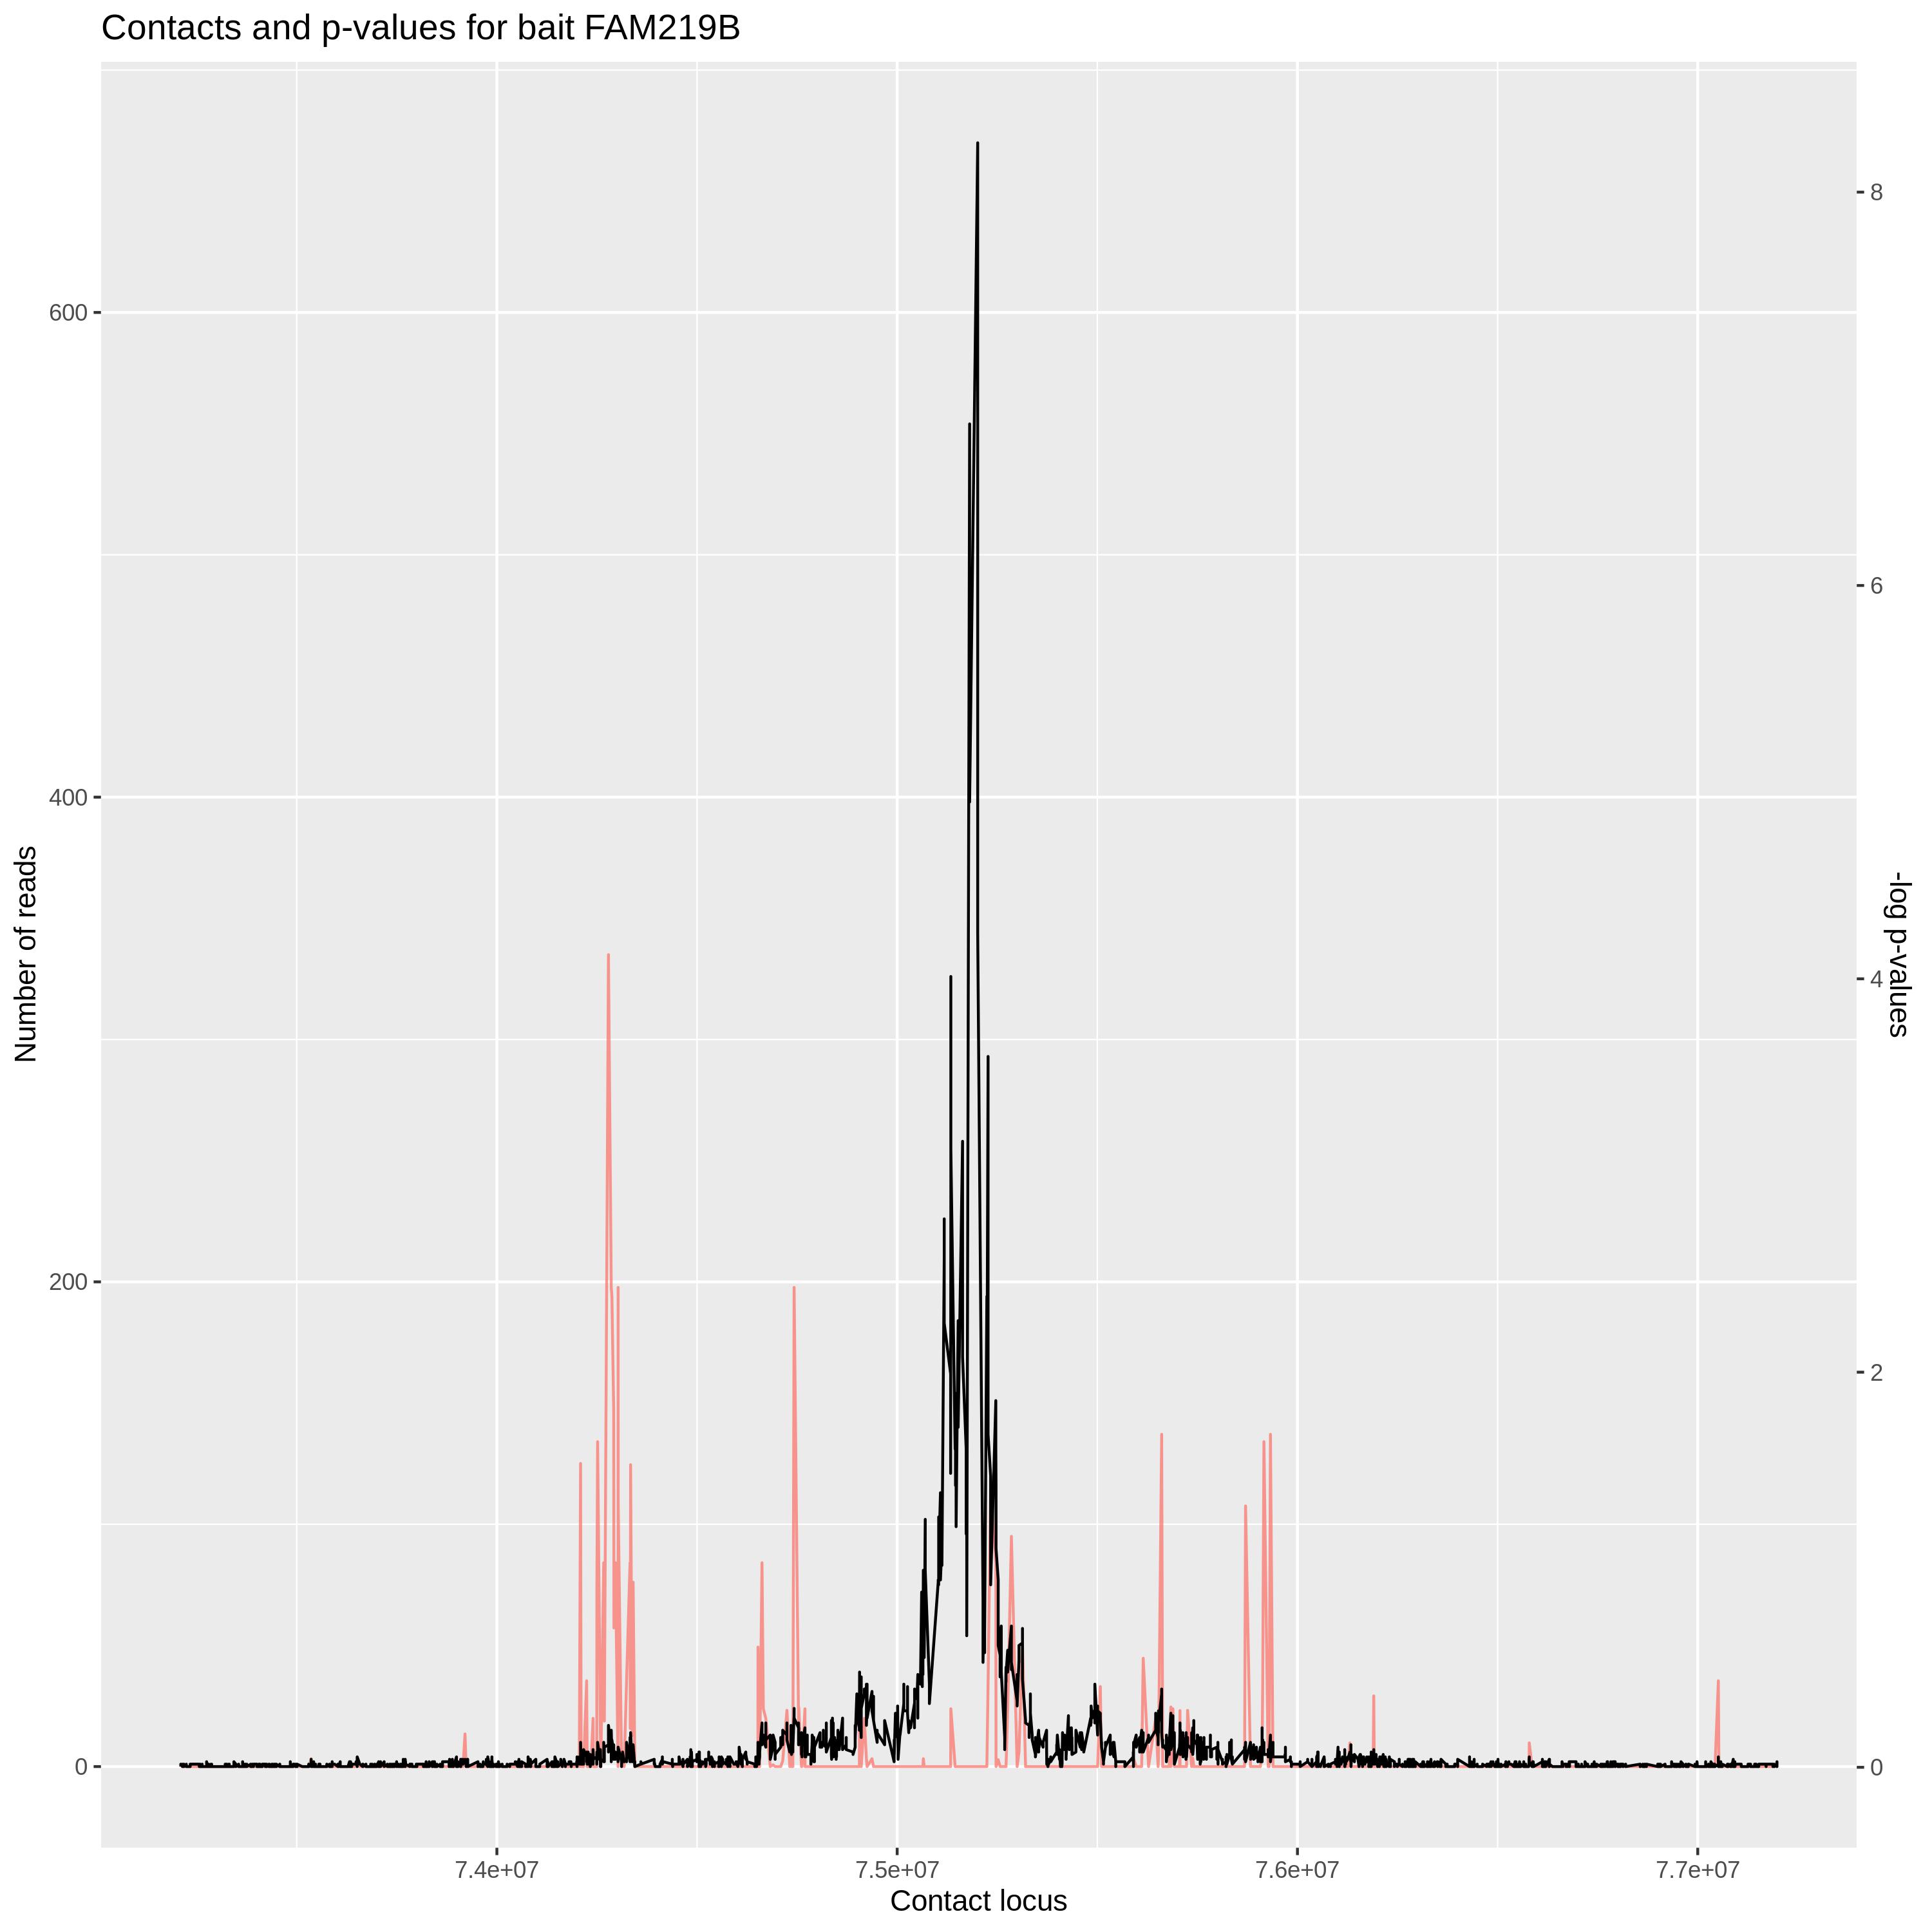 Contacts and p-values for bait FAM219B
Number of reads
600
400
200
0
8
6
4
2
0
-log p-values
7.4e+07
7.5e+07
7.6e+07
7.7e+07
Contact locus